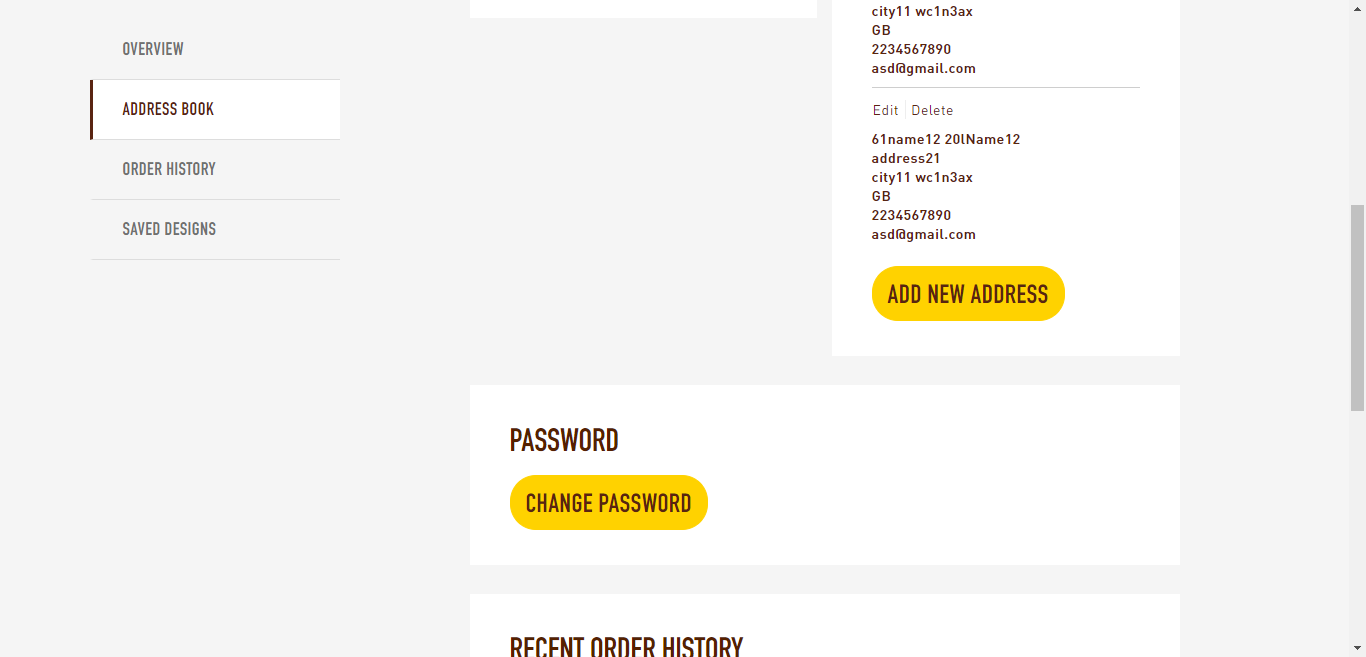 OVERVIEW
ADDRESS BOOK
ORDER HISTORY
SAVED DESIGNS
city11 wc1n3ax
GB
2234567890
asd@gmail.com
Edit Delete
61name12 20lName12
address21
city11 wc1n3ax
GB
2234567890
asd@gmail.com
ADD NEW ADDRESS
PASSWORD
CHANGE PASSWORD
RECENT ORDER HISTORY